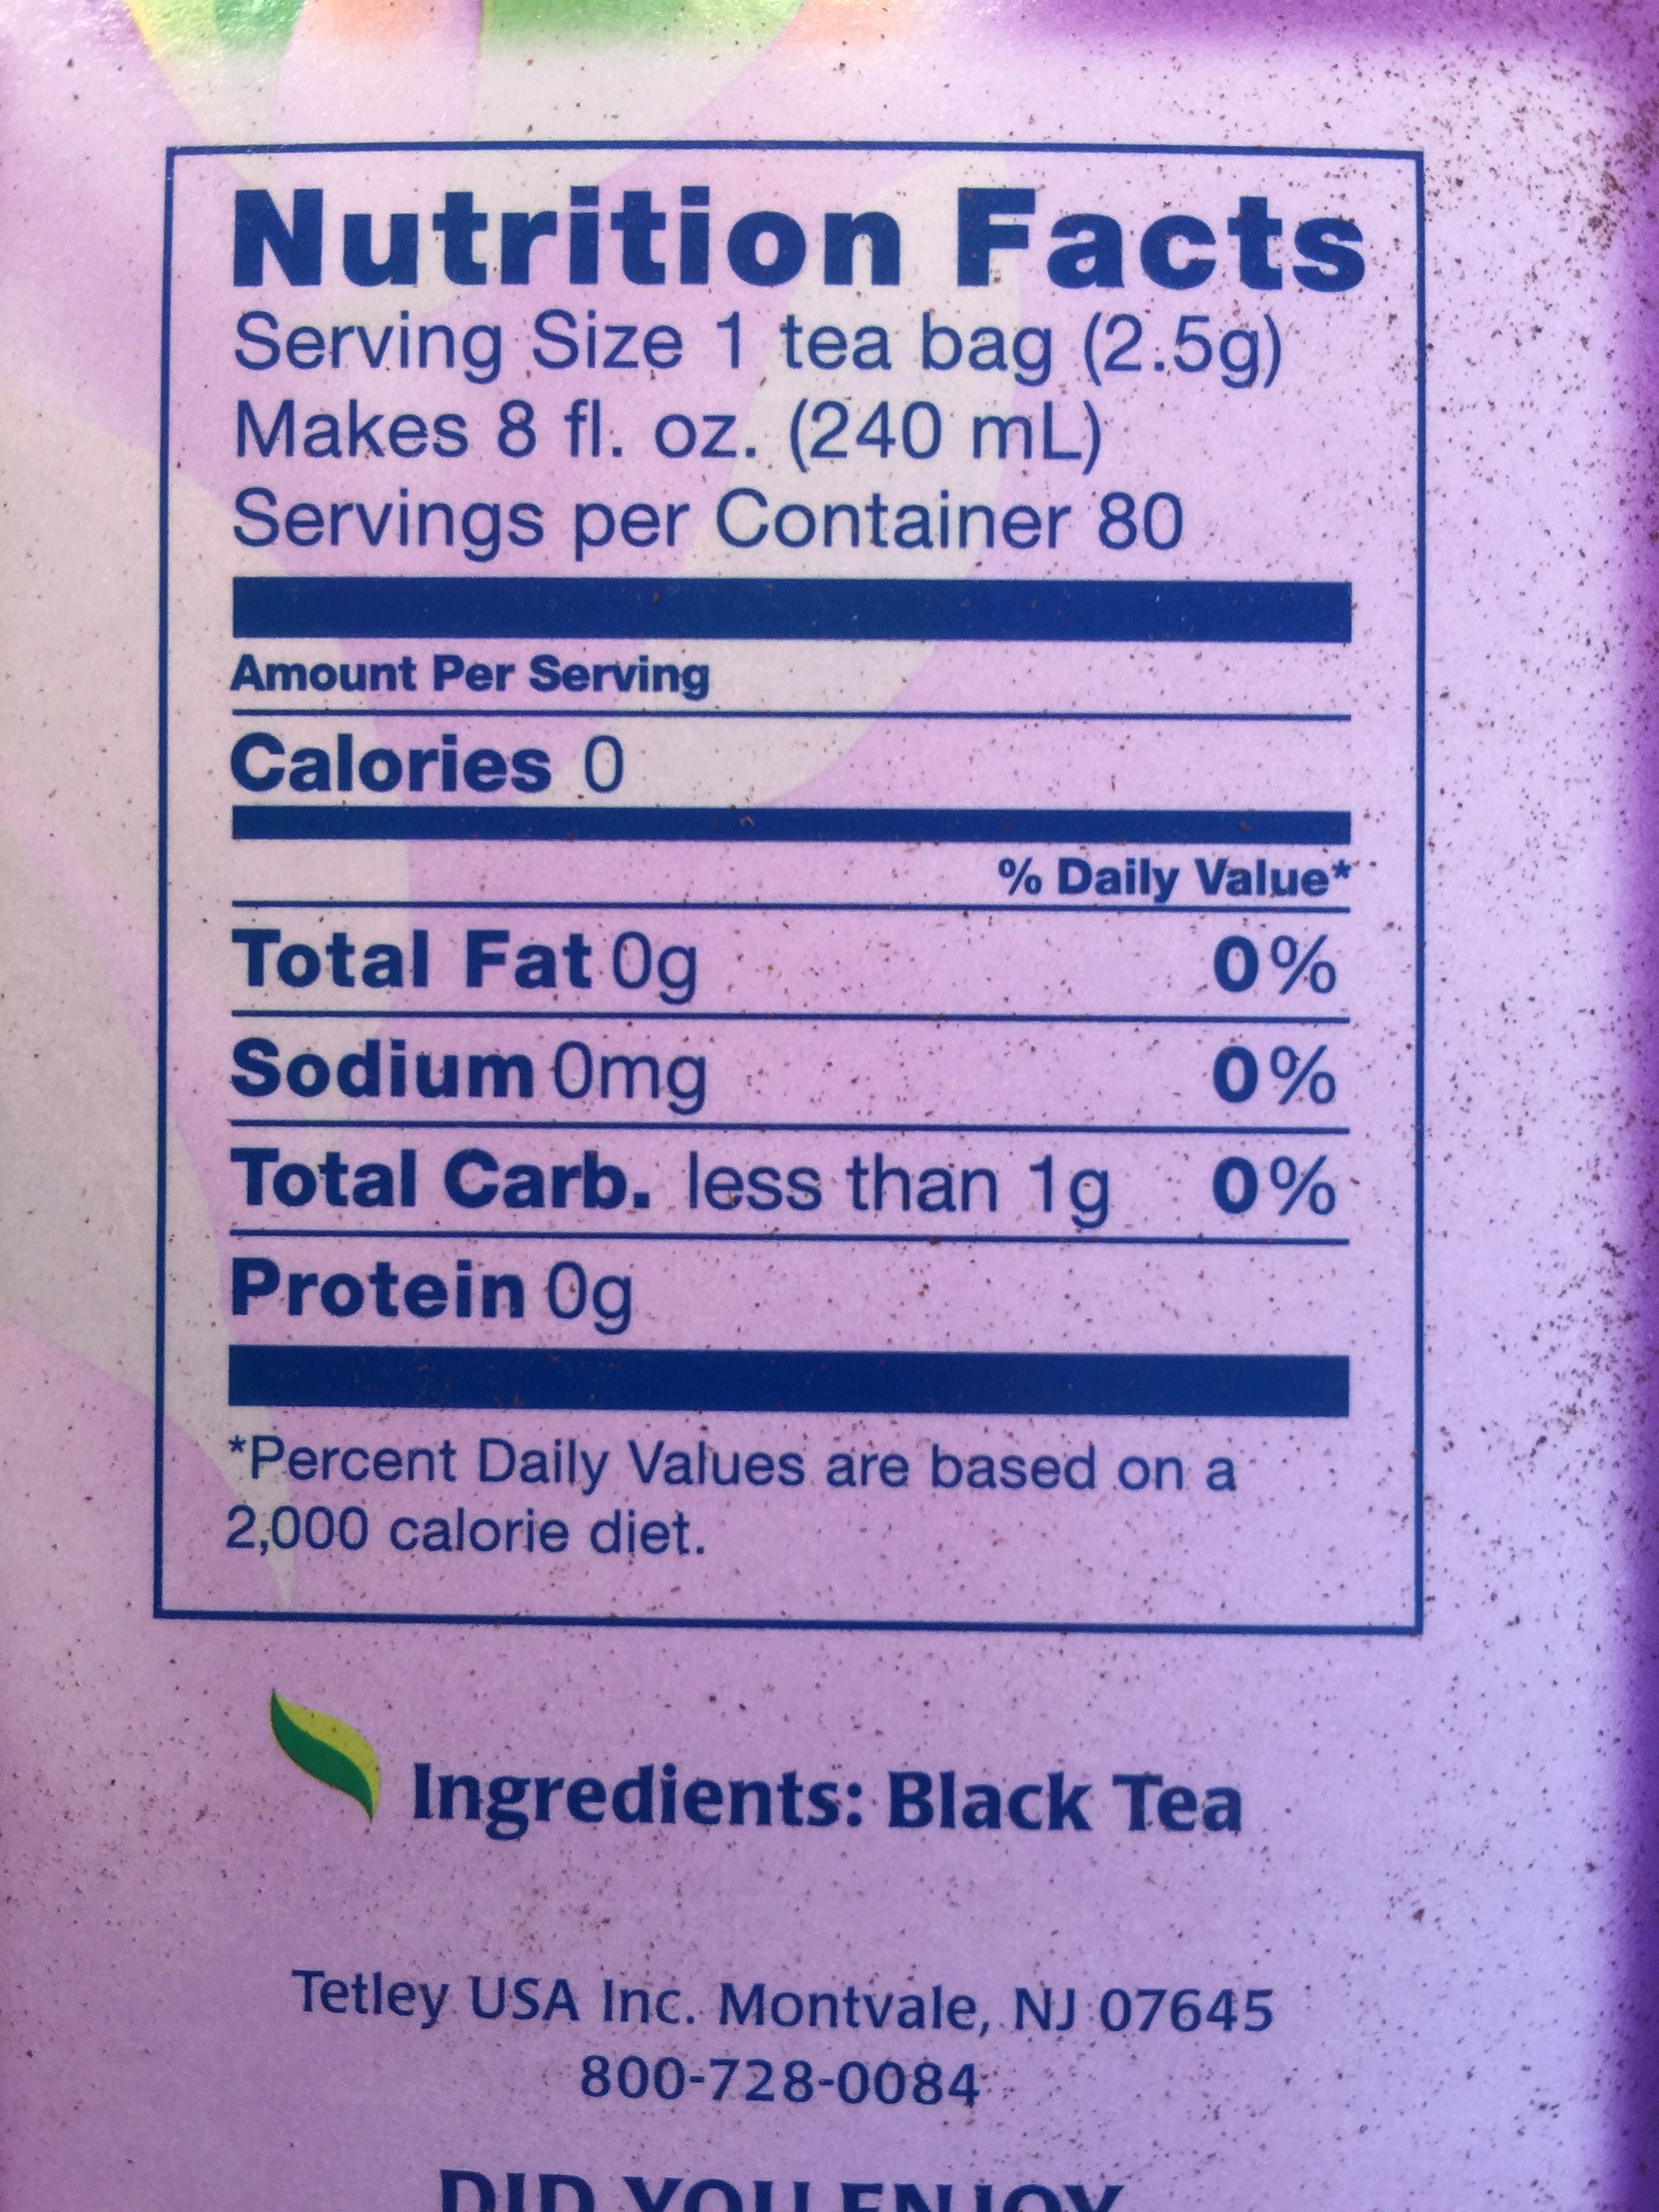 Nutrition Facts
Serving Size 1 tea bag (2.5g)
Makes 8 fl. oz. (240 mL)
Servings per Container 80
Amount Per Serving
Calories 0
% Daily Value*
Total Fat 0g 0%
Sodium 0mg 0%
Total Carb. less than 1g 0%
Protein 0g
*Percent Daily Values are based on a
2,000 calorie diet.
Ingredients: Black Tea
Tetley USA Inc. Montvale, NJ 07645
800-728-0084
DID YOU ENJOY